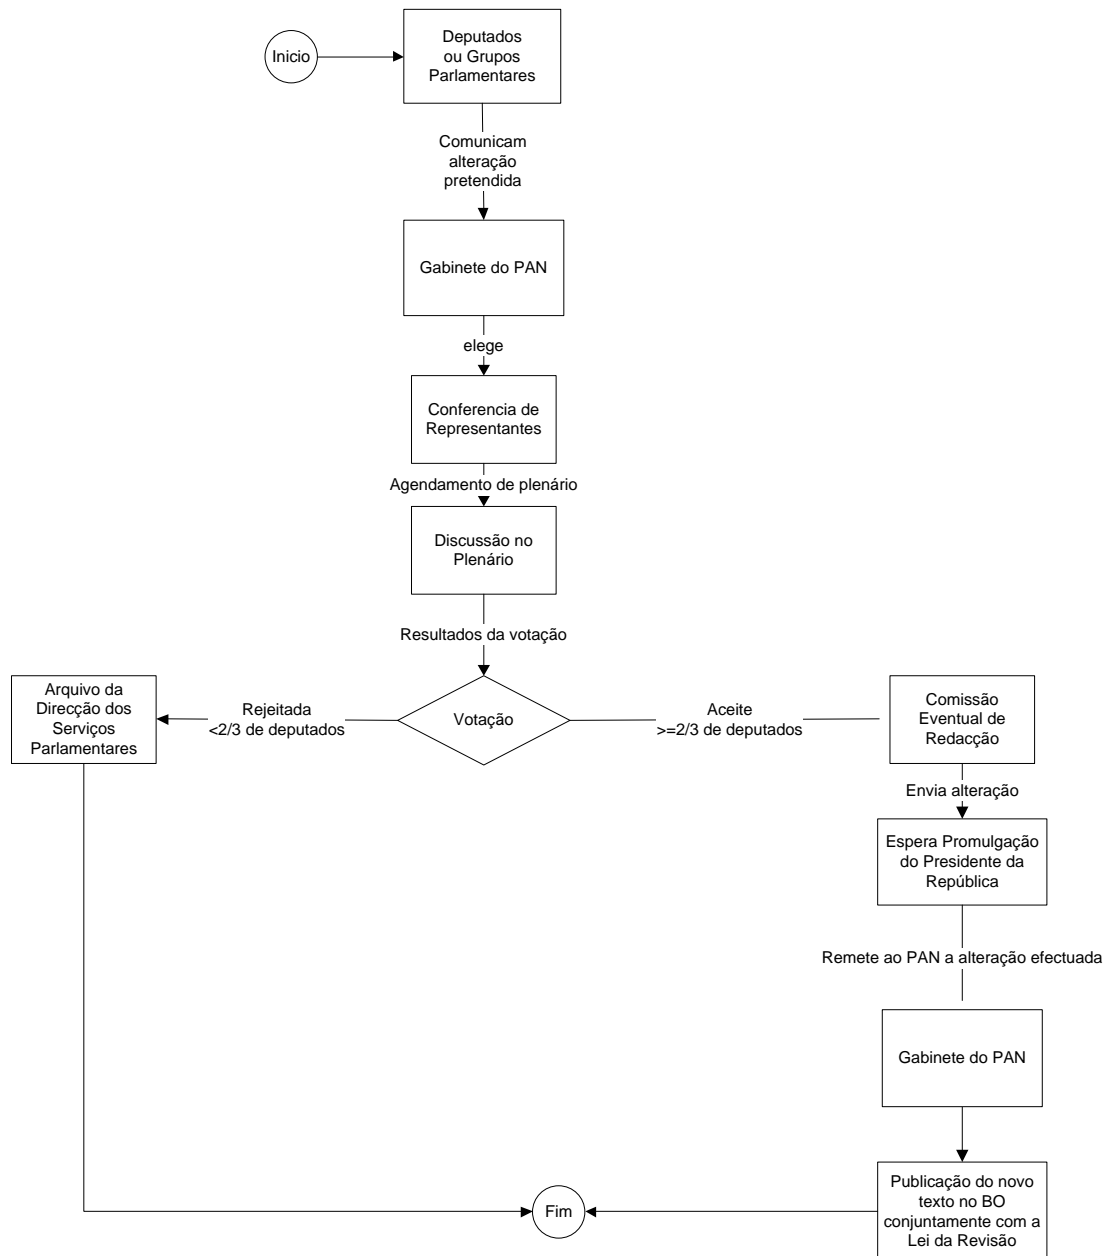 Inicio
Deputados
ou Grupos
Parlamentares
Comunicam
alteração
pretendida
Gabinete do PAN
elege
Conferencia de
Representantes
Agendamento de plenário
Discussão no
Plenário
Resultados da votação
Votação
Rejeitada
<2/3 de deputados
Arquivo da
Direcção dos
Serviços
Parlamentares
Aceite
>=2/3 de deputados
Comissão
Eventual de
Redacção
Envia alteração
Espera Promulgação
do Presidente da
República
Remete ao PAN a alteração efectuada
Gabinete do PAN
Publicação do novo
texto no BO
conjuntamente com a
Lei da Revisão
Fim